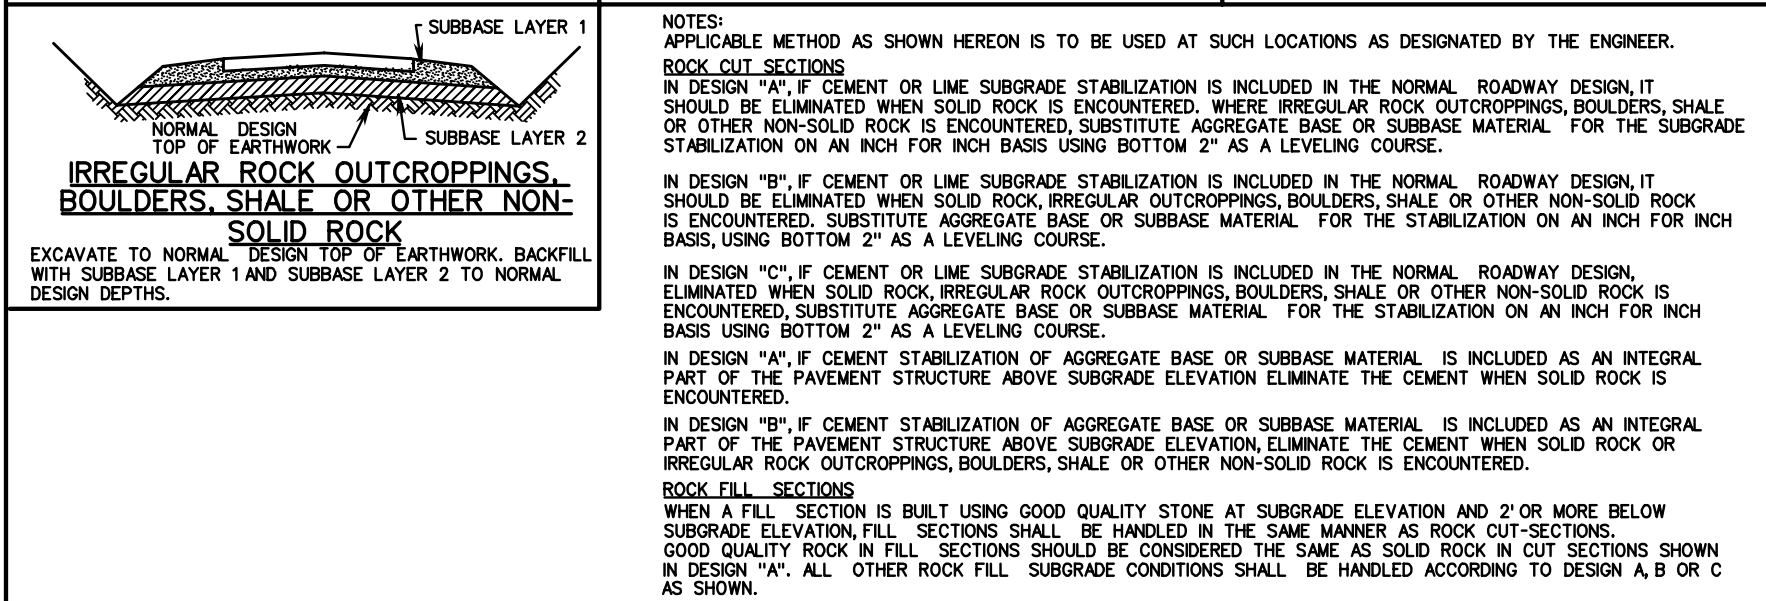 SUBBASE LAYER 1
NORMAL DESIGN
TOP OF EARTHWORK
SUBBASE LAYER 2
IRREGULAR ROCK OUTCROPPINGS,
BOULDERS, SHALE OR OTHER NON-
SOLID ROCK
EXCAVATE TO NORMAL DESIGN TOP OF EARTHWORK. BACKFILL
WITH SUBBASE LAYER 1 AND SUBBASE LAYER 2 TO NORMAL
DESIGN DEPTHS.
NOTES:
APPLICABLE METHOD AS SHOWN HEREON IS TO BE USED AT SUCH LOCATIONS AS DESIGNATED BY THE ENGINEER.
ROCK CUT SECTIONS
IN DESIGN "A", IF CEMENT OR LIME SUBGRADE STABILIZATION IS INCLUDED IN THE NORMAL ROADWAY DESIGN, IT
SHOULD BE ELIMINATED WHEN SOLID ROCK IS ENCOUNTERED. WHERE IRREGULAR ROCK OUTCROPPINGS, BOULDERS, SHALE
OR OTHER NON-SOLID ROCK IS ENCOUNTERED, SUBSTITUTE AGGREGATE BASE OR SUBBASE MATERIAL FOR THE SUBGRADE
STABILIZATION ON AN INCH FOR INCH BASIS USING BOTTOM 2" AS A LEVELING COURSE.
IN DESIGN "B", IF CEMENT OR LIME SUBGRADE STABILIZATION IS INCLUDED IN THE NORMAL ROADWAY DESIGN, IT
SHOULD BE ELIMINATED WHEN SOLID ROCK, IRREGULAR OUTCROPPINGS, BOULDERS, SHALE OR OTHER NON-SOLID ROCK
IS ENCOUNTERED. SUBSTITUTE AGGREGATE BASE OR SUBBASE MATERIAL FOR THE STABILIZATION ON AN INCH FOR INCH
BASIS, USING BOTTOM 2" AS A LEVELING COURSE.
IN DESIGN "C", IF CEMENT OR LIME SUBGRADE STABILIZATION IS INCLUDED IN THE NORMAL ROADWAY DESIGN,
ELIMINATED WHEN SOLID ROCK, IRREGULAR ROCK OUTCROPPINGS, BOULDERS, SHALE OR OTHER NON-SOLID ROCK IS
ENCOUNTERED, SUBSTITUTE AGGREGATE BASE OR SUBBASE MATERIAL FOR THE STABILIZATION ON AN INCH FOR INCH
BASIS USING BOTTOM 2" AS A LEVELING COURSE.
IN DESIGN "A", IF CEMENT STABILIZATION OF AGGREGATE BASE OR SUBBASE MATERIAL IS INCLUDED AS AN INTEGRAL
PART OF THE PAVEMENT STRUCTURE ABOVE SUBGRADE ELEVATION ELIMINATE THE CEMENT WHEN SOLID ROCK IS
ENCOUNTERED.
IN DESIGN "B", IF CEMENT STABILIZATION OF AGGREGATE BASE OR SUBBASE MATERIAL IS INCLUDED AS AN INTEGRAL
PART OF THE PAVEMENT STRUCTURE ABOVE SUBGRADE ELEVATION, ELIMINATE THE CEMENT WHEN SOLID ROCK OR
IRREGULAR ROCK OUTCROPPINGS, BOULDERS, SHALE OR OTHER NON-SOLID ROCK IS ENCOUNTERED.
ROCK FILL SECTIONS
WHEN A FILL SECTION IS BUILT USING GOOD QUALITY STONE AT SUBGRADE ELEVATION AND 2' OR MORE BELOW
SUBGRADE ELEVATION, FILL SECTIONS SHALL BE HANDLED IN THE SAME MANNER AS ROCK CUT-SECTIONS.
GOOD QUALITY ROCK IN FILL SECTIONS SHOULD BE CONSIDERED THE SAME AS SOLID ROCK IN CUT SECTIONS SHOWN
IN DESIGN "A". ALL OTHER ROCK FILL SUBGRADE CONDITIONS SHALL BE HANDLED ACCORDING TO DESIGN A, B OR C
AS SHOWN.